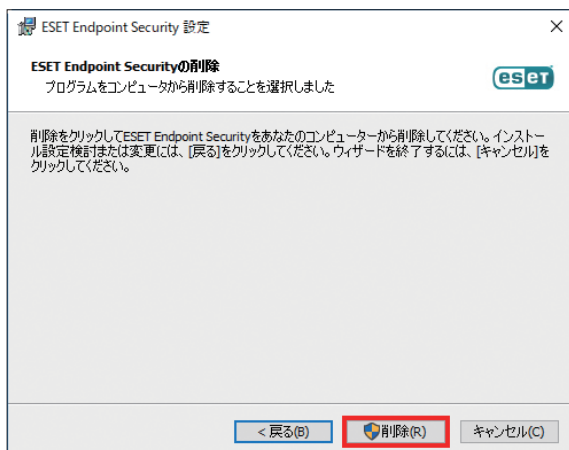 ESET Endpoint Security 設定
ESET Endpoint Securityの削除
プログラムをコンピュータから削除することを選択しました
eset
削除をクリックしてESET Endpoint Securityをあなたのコンピューターから削除してください。インストー
ル設定検討または変更には、[戻る]をクリックしてください。ウィザードを終了するには、[キャンセル]を
クリックしてください。
< 戻る(B)
削除(R)
キャンセル(C)